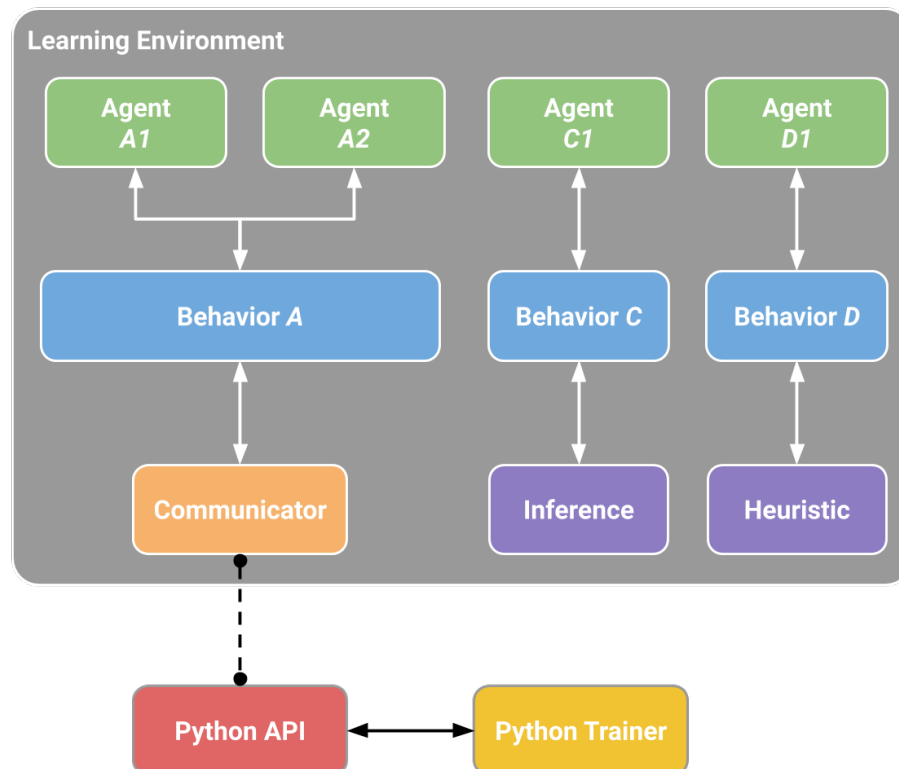 Learning Environment
Agent
A1
Agent
A2
Agent
C1
Agent
D1
Behavior A
Behavior C
Behavior D
Communicator
Inference
Heuristic
Python API
Python Trainer